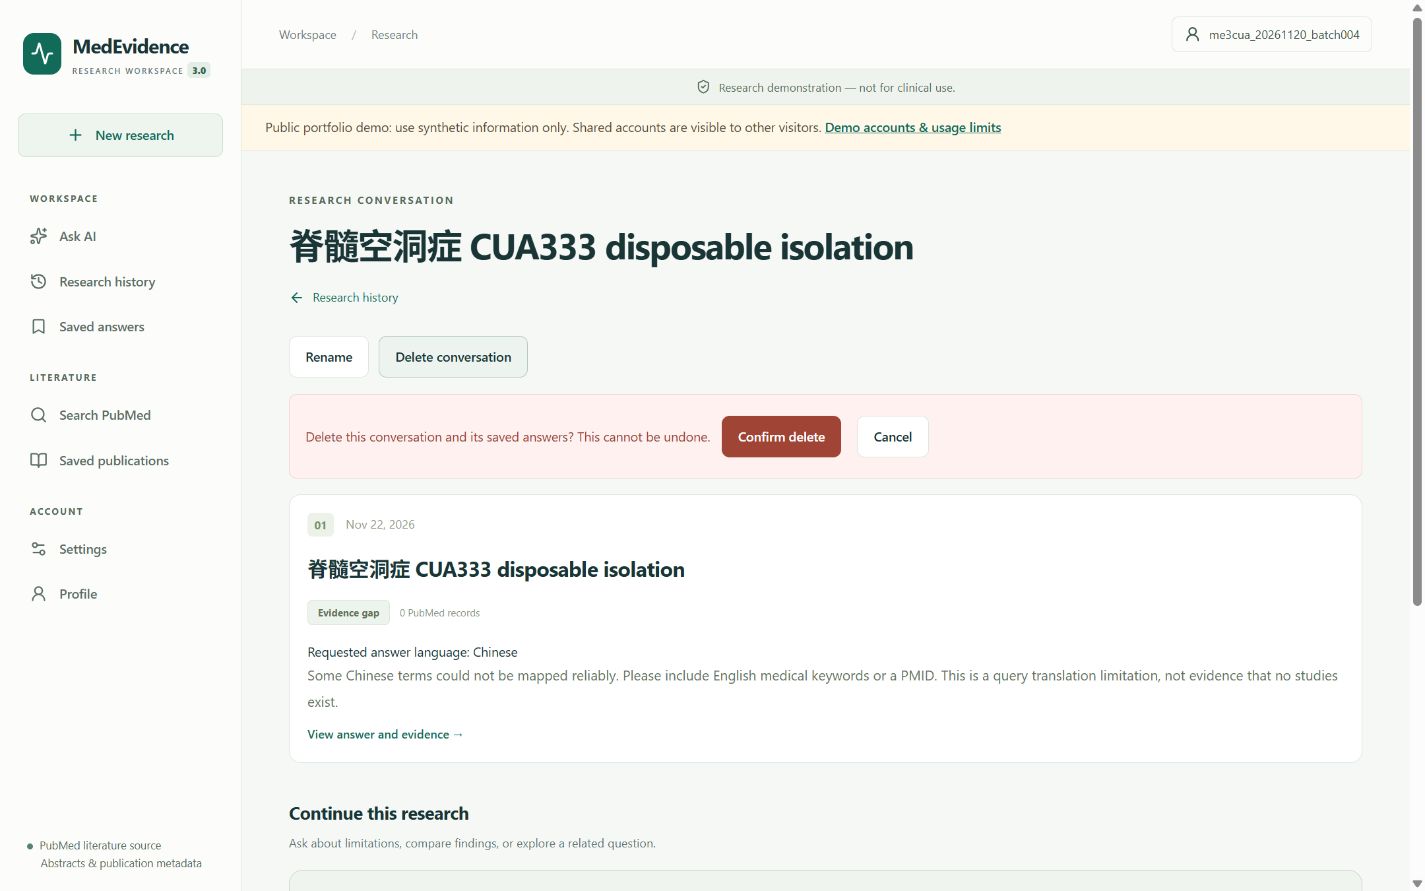 MedEvidence
RESEARCH WORKSPACE 3.0
New research
WORKSPACE
Ask AI
Research history
Saved answers
LITERATURE
Search PubMed
Saved publications
ACCOUNT
Settings
Profile
PubMed literature source
Abstracts & publication metadata
Workspace / Research
me3cua_20261120_batch004
Research demonstration — not for clinical use.
Public portfolio demo: use synthetic information only. Shared accounts are visible to other visitors. Demo accounts & usage limits
RESEARCH CONVERSATION
脊髓空洞症 CUA333 disposable isolation
← Research history
Rename
Delete conversation
Delete this conversation and its saved answers? This cannot be undone.
Confirm delete
Cancel
01 Nov 22, 2026
脊髓空洞症 CUA333 disposable isolation
Evidence gap 0 PubMed records
Requested answer language: Chinese
Some Chinese terms could not be mapped reliably. Please include English medical keywords or a PMID. This is a query translation limitation, not evidence that no studies
exist.
View answer and evidence →
Continue this research
Ask about limitations, compare findings, or explore a related question.